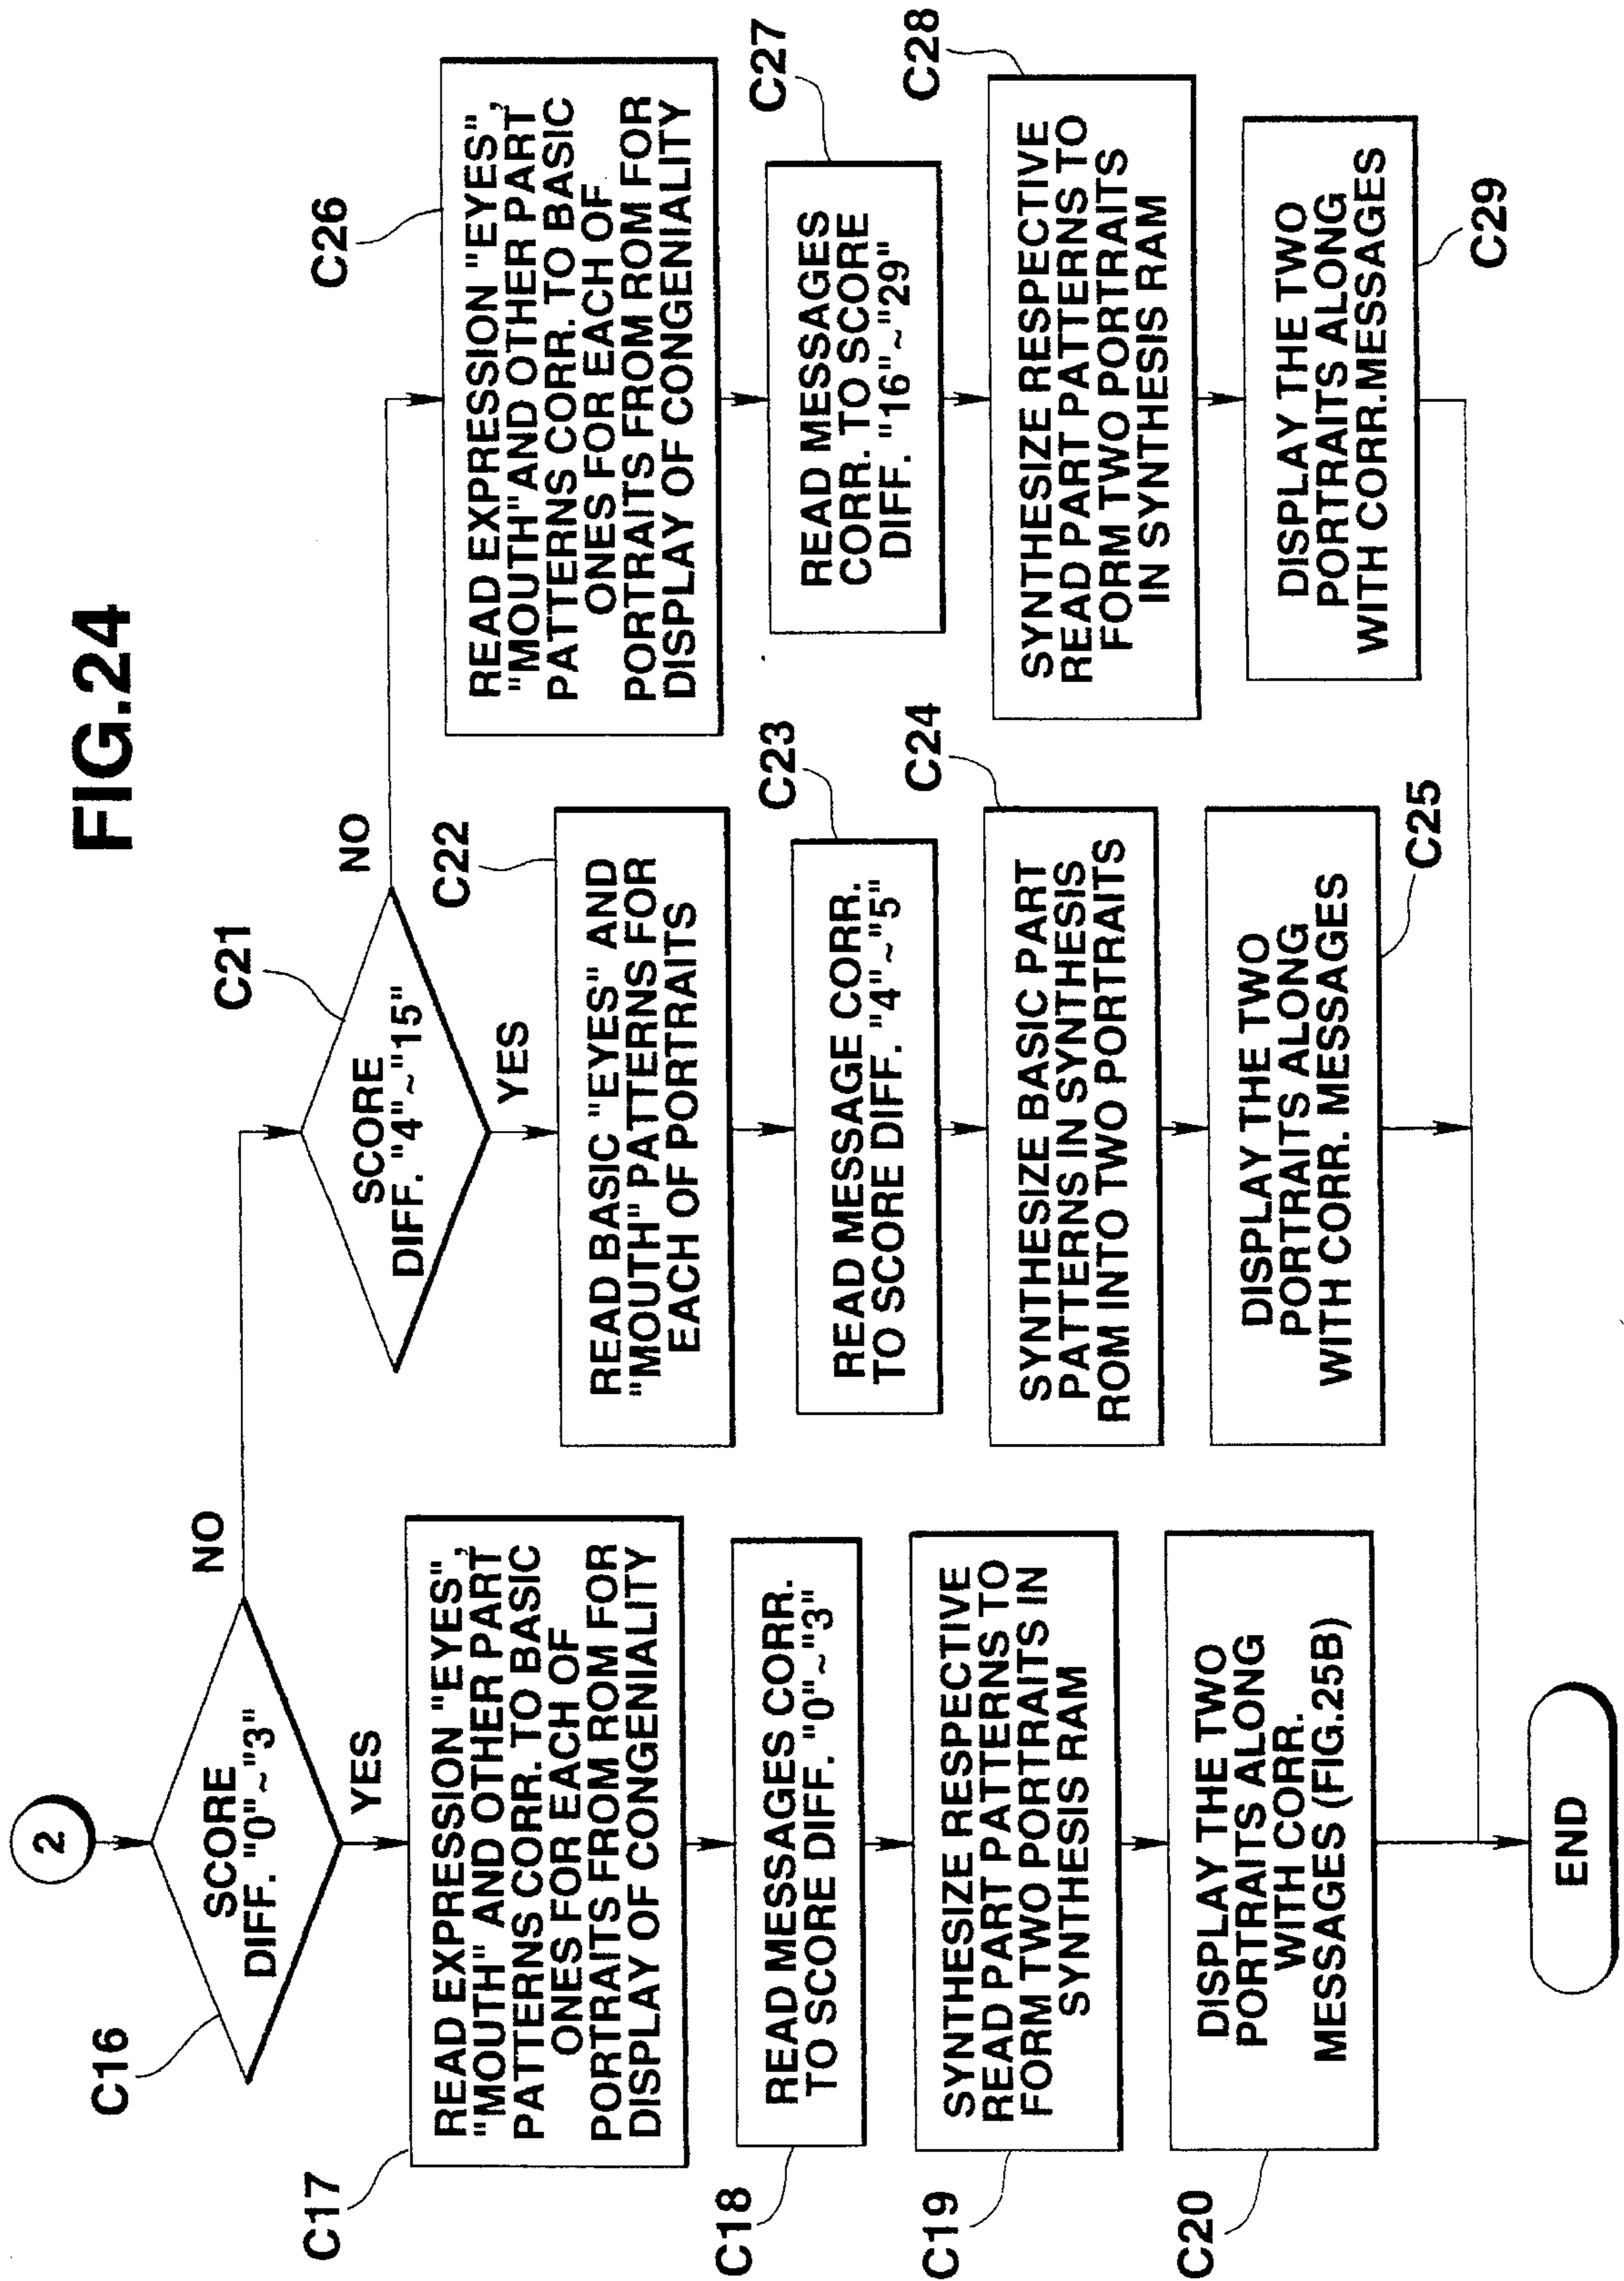 FIG.24
2
C16
SCORE
DIFF. "0"~"3"
NO
YES
C17
READ EXPRESSION "EYES",
"MOUTH" AND OTHER PART
PATTERNS CORR. TO BASIC
ONES FOR EACH OF
PORTRAITS FROM ROM FOR
DISPLAY OF CONGENIALITY
C18
READ MESSAGES CORR.
TO SCORE DIFF. "0"~"3"
C19
SYNTHESIZE RESPECTIVE
READ PART PATTERNS TO
FORM TWO PORTRAITS IN
SYNTHESIS RAM
C20
DISPLAY THE TWO
PORTRAITS ALONG
WITH CORR.
MESSAGES (FIG.25B)
END
C21
SCORE
DIFF. "4"~"15"
NO
YES
C22
READ BASIC "EYES" AND
"MOUTH" PATTERNS FOR
EACH OF PORTRAITS
C23
READ MESSAGE CORR.
TO SCORE DIFF. "4"~"5"
C24
SYNTHESIZE BASIC PART
PATTERNS IN SYNTHESIS
ROM INTO TWO PORTRAITS
C25
DISPLAY THE TWO
PORTRAITS ALONG
WITH CORR. MESSAGES
C26
READ EXPRESSION "EYES",
"MOUTH"AND OTHER PART
PATTERNS CORR. TO BASIC
ONES FOR EACH OF
PORTRAITS FROM ROM FOR
DISPLAY OF CONGENIALITY
C27
READ MESSAGES
CORR. TO SCORE
DIFF. "16"~"29"
C28
SYNTHESIZE RESPECTIVE
READ PART PATTERNS TO
FORM TWO PORTRAITS
IN SYNTHESIS RAM
C29
DISPLAY THE TWO
PORTRAITS ALONG
WITH CORR.MESSAGES